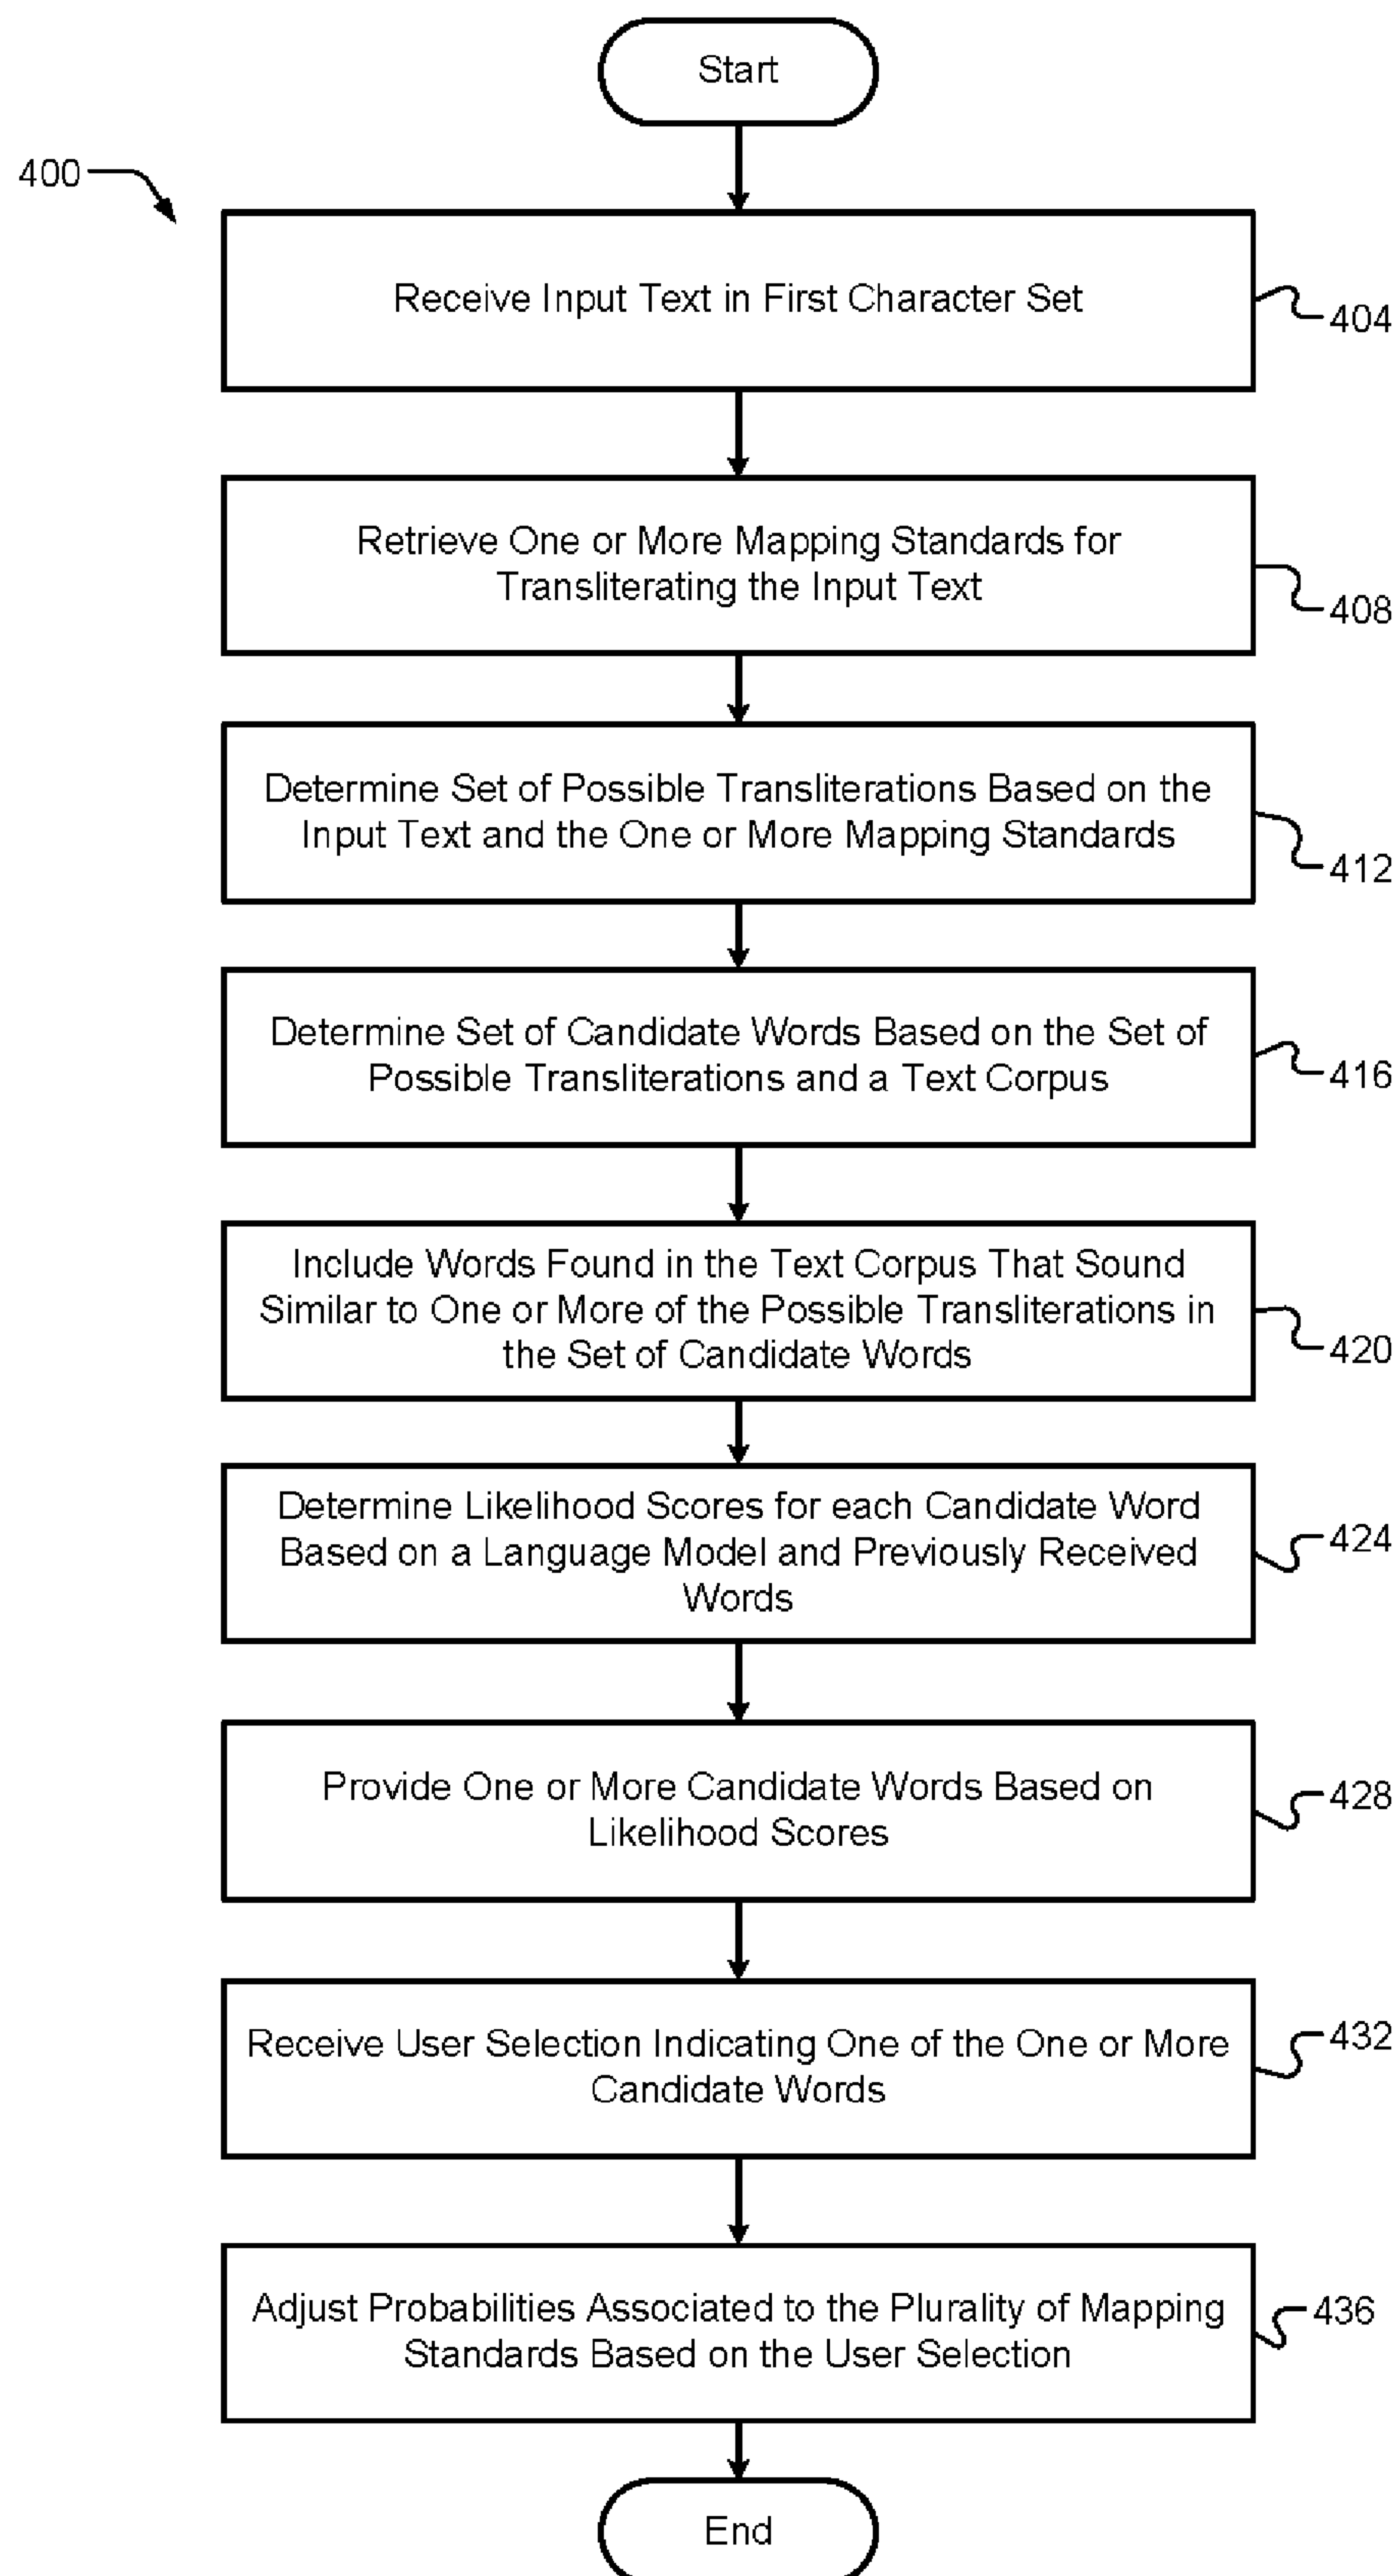 Start
400
Receive Input Text in First Character Set
404
Retrieve One or More Mapping Standards for
Transliterating the Input Text
408
Determine Set of Possible Transliterations Based on the
Input Text and the One or More Mapping Standards
412
Determine Set of Candidate Words Based on the Set of
Possible Transliterations and a Text Corpus
416
Include Words Found in the Text Corpus That Sound
Similar to One or More of the Possible Transliterations in
the Set of Candidate Words
420
Determine Likelihood Scores for each Candidate Word
Based on a Language Model and Previously Received
Words
424
Provide One or More Candidate Words Based on
Likelihood Scores
428
Receive User Selection Indicating One of the One or More
Candidate Words
432
Adjust Probabilities Associated to the Plurality of Mapping
Standards Based on the User Selection
436
End